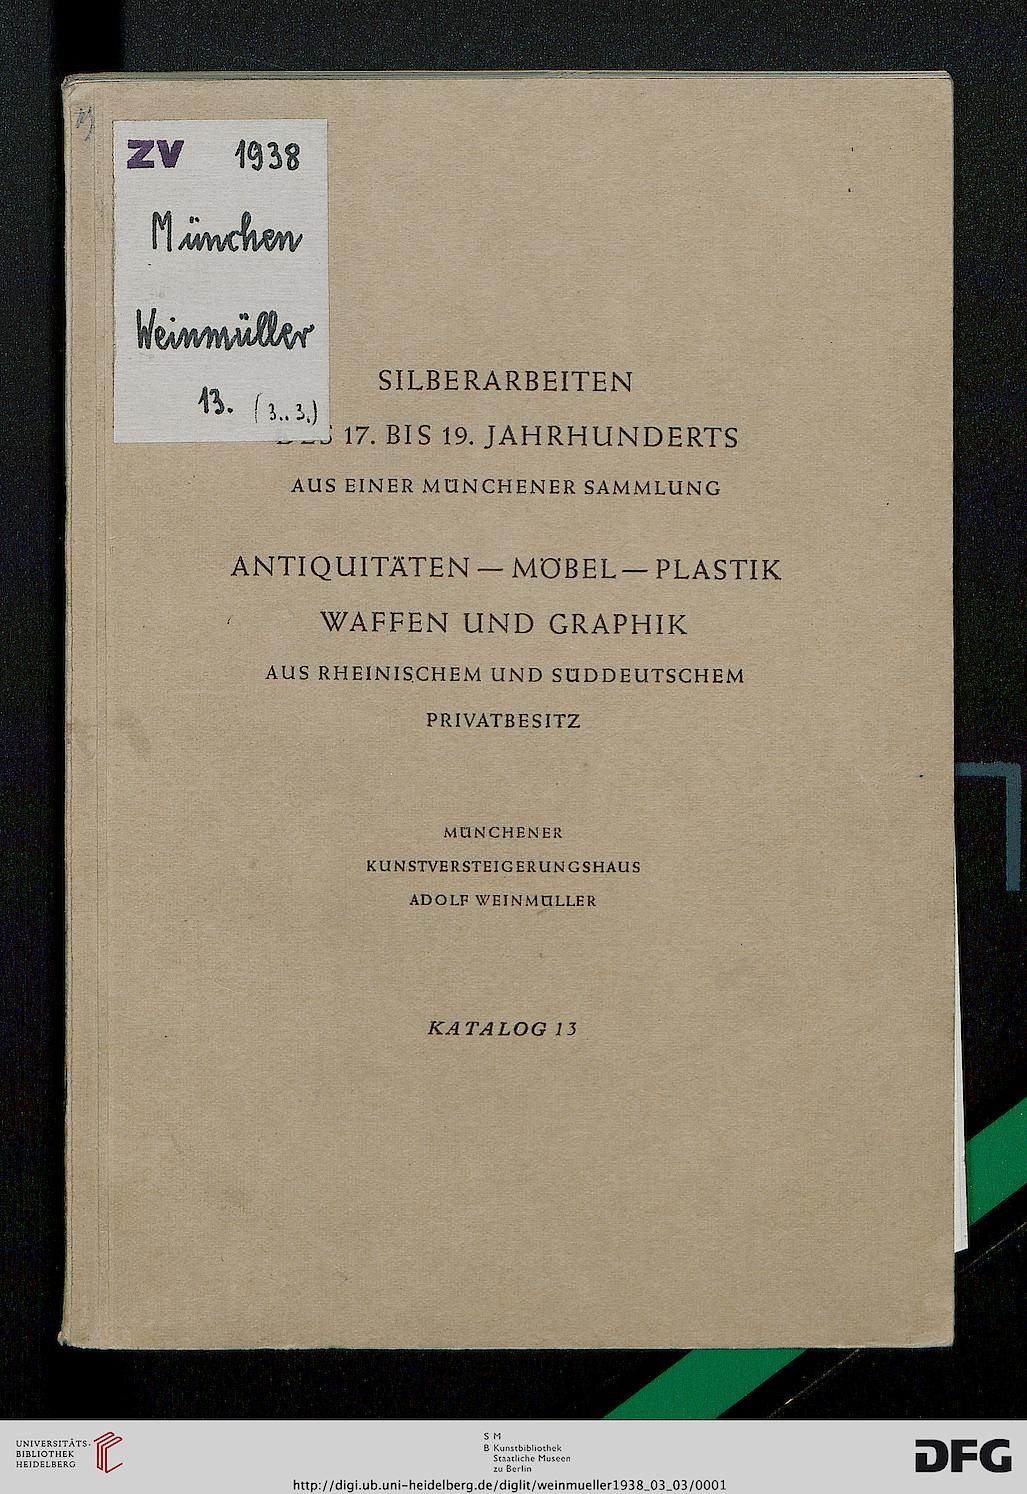 ZV 1938
München
Weinmüller
13. (3..3.)
SILBERARBEITEN
DES 17. BIS 19. JAHRHUNDERTS
AUS EINER MÜNCHENER SAMMLUNG
ANTIQUITÄTEN — MÖBEL — PLASTIK
WAFFEN UND GRAPHIK
AUS RHEINISCHEM UND SÜDDEUTSCHEM
PRIVATBESITZ
MÜNCHENER
KUNSTVERSTEIGERUNGSHAUS
ADOLF WEINMÜLLER
KATALOG 13
UNIVERSITÄTS-
BIBLIOTHEK
HEIDELBERG
S M
B Kunstbibliothek
Staatliche Museen
zu Berlin
DFG
http://digi.ub.uni-heidelberg.de/diglit/weinmueller1938_03_03/0001